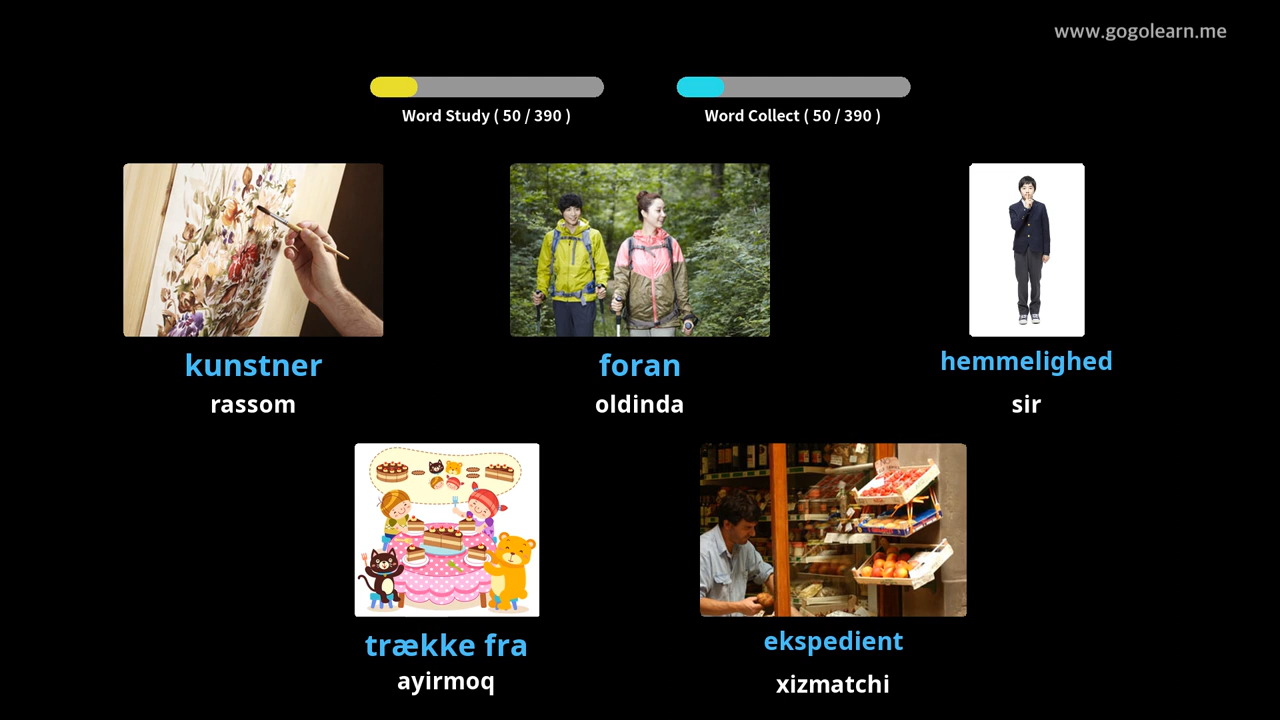 www.gogolearn.me
Word Study ( 50 / 390 )
Word Collect ( 50 / 390 )
kunstner
rassom
foran
oldinda
hemmelighed
sir
trække fra
ayirmoq
ekspedient
xizmatchi